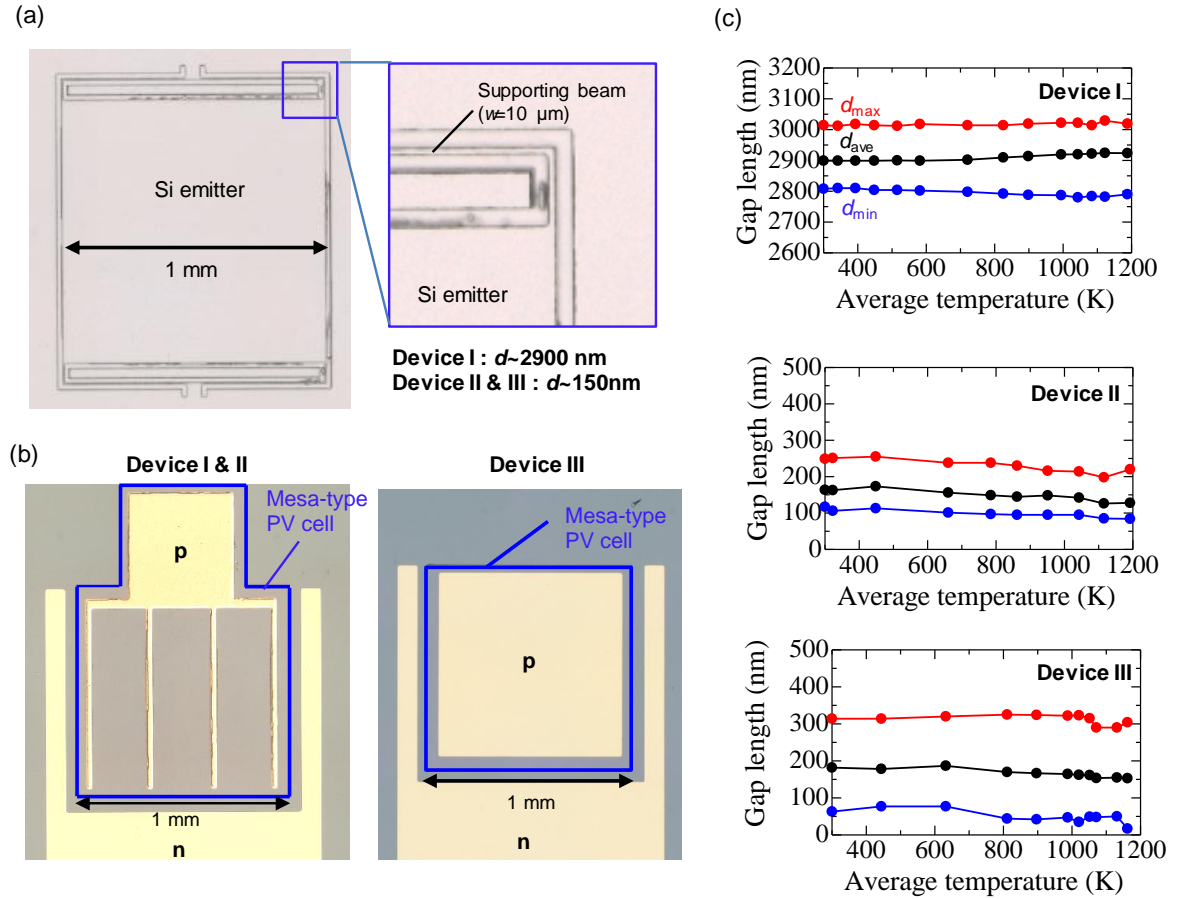 (a)
Si emitter
1 mm
Supporting beam
(w=10 µm)
Si emitter
Device I : d~2900 nm
Device II & III : d~150nm
(b)
Device I & II
Mesa-type
PV cell
p
1 mm
n
Device III
Mesa-type
PV cell
p
1 mm
n
(c)
Device I
Gap length (nm)
3200
3100
3000
2900
2800
2700
2600
dmax
dave
dmin
400 600 800 1000 1200
Average temperature (K)
Device II
Gap length (nm)
500
400
300
200
100
0
400 600 800 1000 1200
Average temperature (K)
Device III
Gap length (nm)
500
400
300
200
100
0
400 600 800 1000 1200
Average temperature (K)